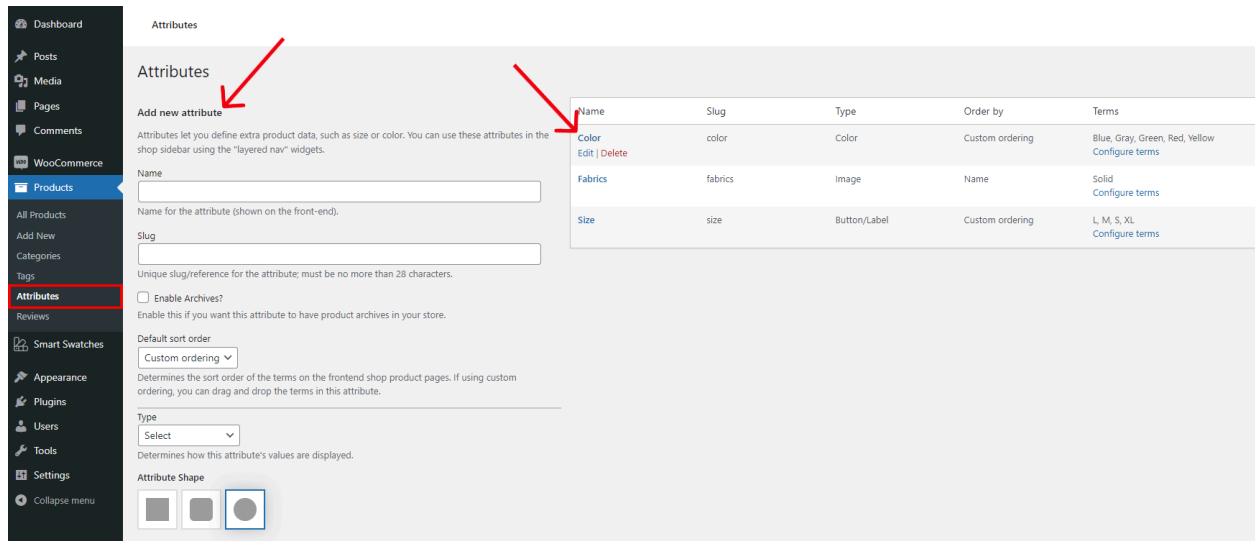 Dashboard
Posts
Media
Pages
Comments
WooCommerce
Products
All Products
Add New
Categories
Tags
Attributes
Reviews
Smart Swatches
Appearance
Plugins
Users
Tools
Settings
Collapse menu
Attributes
Attributes
Add new attribute
Attributes let you define extra product data, such as size or color. You can use these attributes in the
shop sidebar using the "layered nav" widgets.
Name
Name for the attribute (shown on the front-end).
Slug
Unique slug/reference for the attribute; must be no more than 28 characters.
Enable Archives?
Enable this if you want this attribute to have product archives in your store.
Default sort order
Custom ordering
Determines the sort order of the terms on the frontend shop product pages. If using custom
ordering, you can drag and drop the terms in this attribute.
Type
Select
Determines how this attribute's values are displayed.
Attribute Shape
Name Slug Type Order by Terms
Color color Color Custom ordering Blue, Gray, Green, Red, Yellow
Edit | Delete Configure terms
Fabrics fabrics Image Name Solid
Configure terms
Size size Button/Label Custom ordering L, M, S, XL
Configure terms